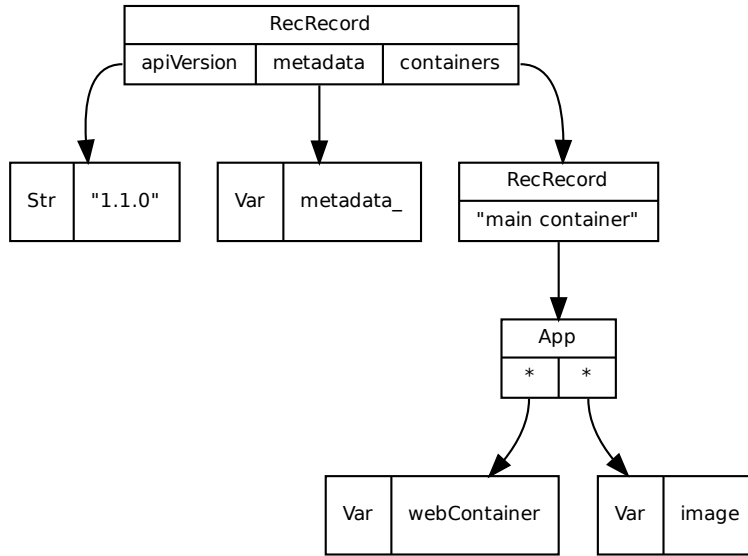 RecRecord
apiVersion metadata containers
Str "1.1.0"
Var metadata_
RecRecord
"main container"
App
* *
Var webContainer
Var image